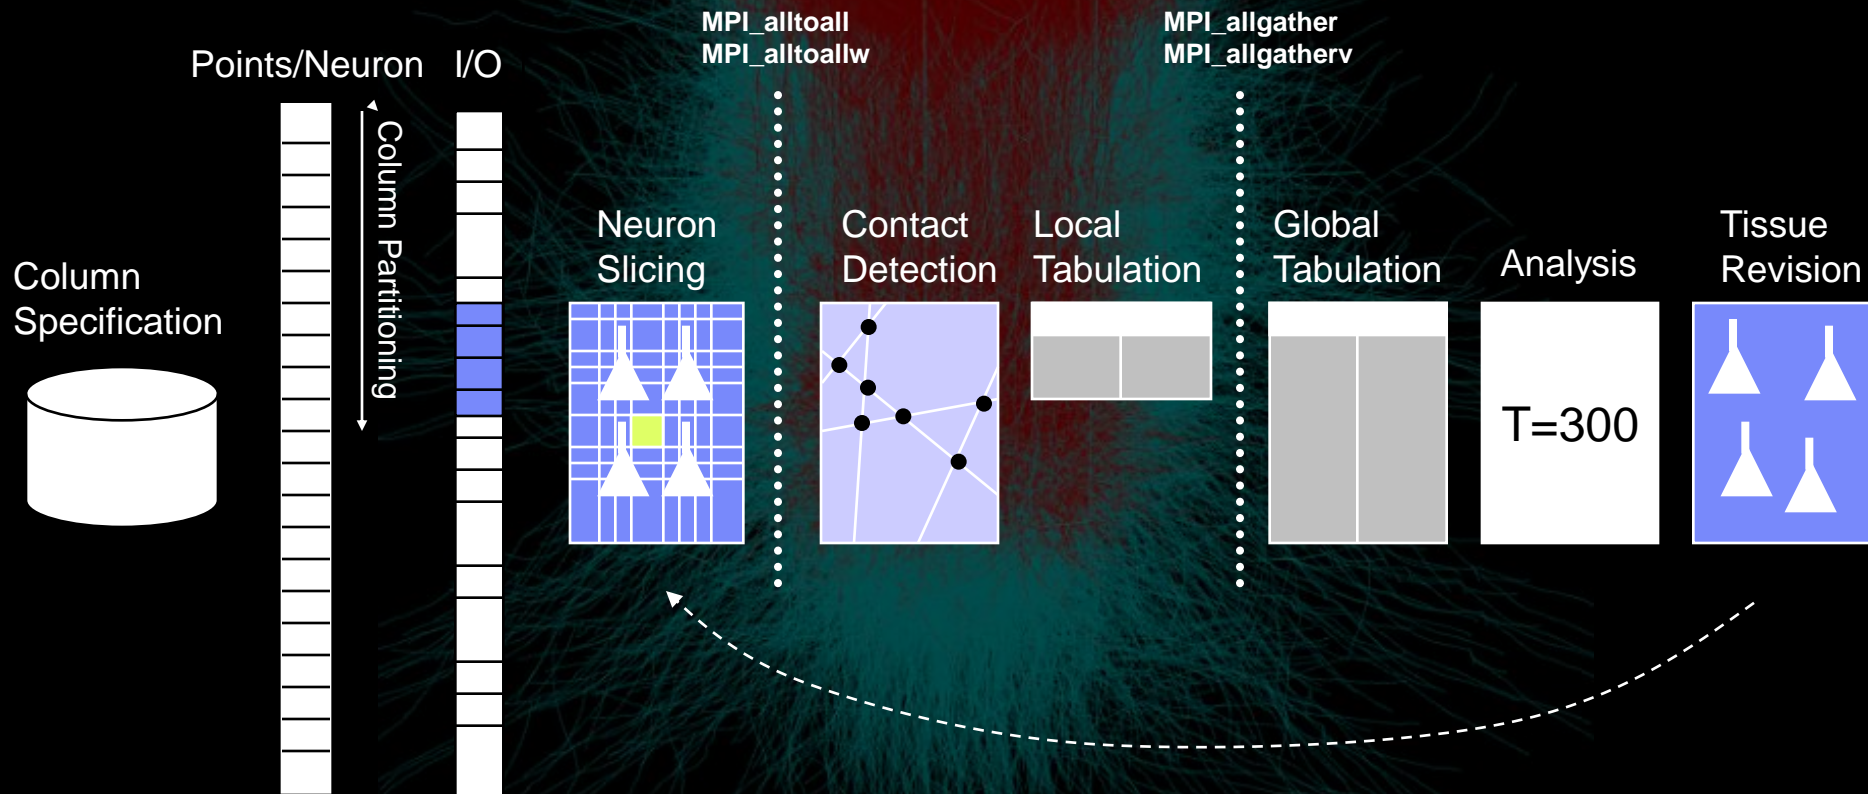 MPI_alltoall
MPI_alltoallw
MPI_allgather
MPI_allgatherv
Points/Neuron
I/O
Column Partitioning
Column
Specification
Neuron
Slicing
Contact
Detection
Local
Tabulation
Global
Tabulation
Analysis
Tissue
Revision
T=300